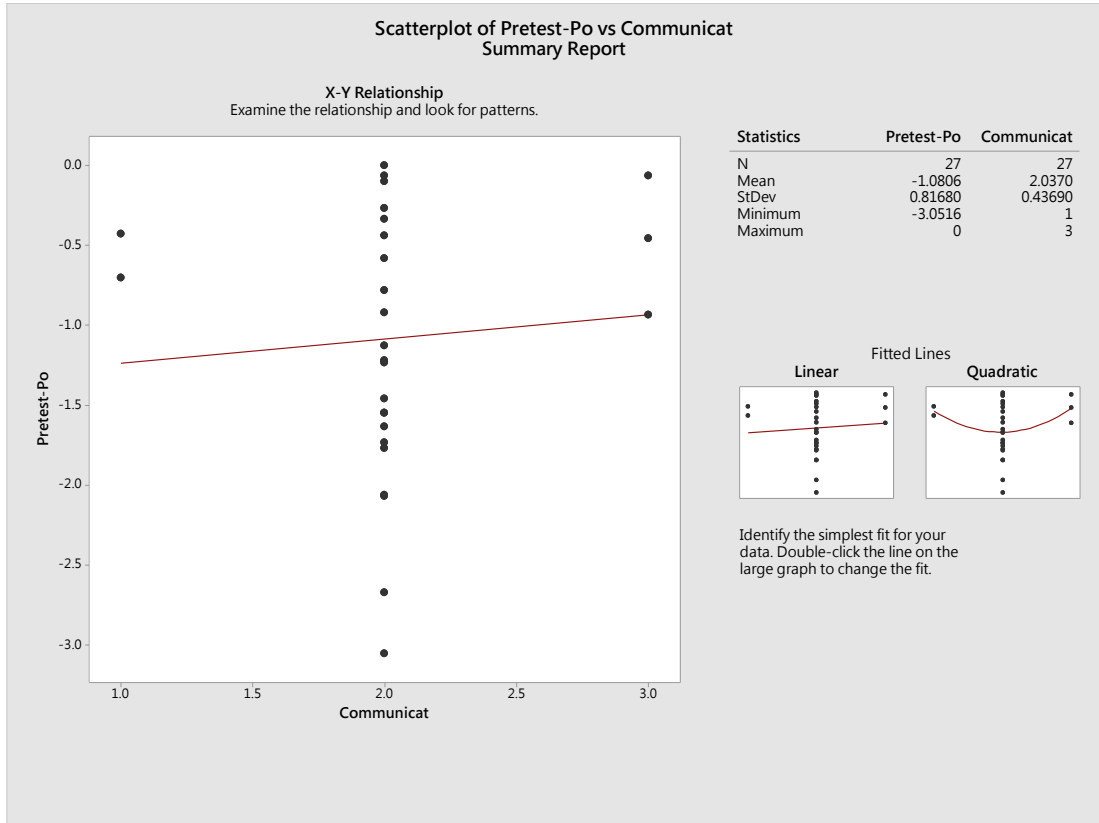 Scatterplot of Pretest-Po vs Communicat
Summary Report
X-Y Relationship
Examine the relationship and look for patterns.
0.0
-0.5
-1.0
-1.5
-2.0
-2.5
-3.0
Pretest-Po
1.0 1.5 2.0 2.5 3.0
Communicat
Statistics Pretest-Po Communicat
N 27 27
Mean -1.0806 2.0370
StDev 0.81680 0.43690
Minimum -3.0516 1
Maximum 0 3
Fitted Lines
Linear Quadratic
Identify the simplest fit for your
data. Double-click the line on the
large graph to change the fit.